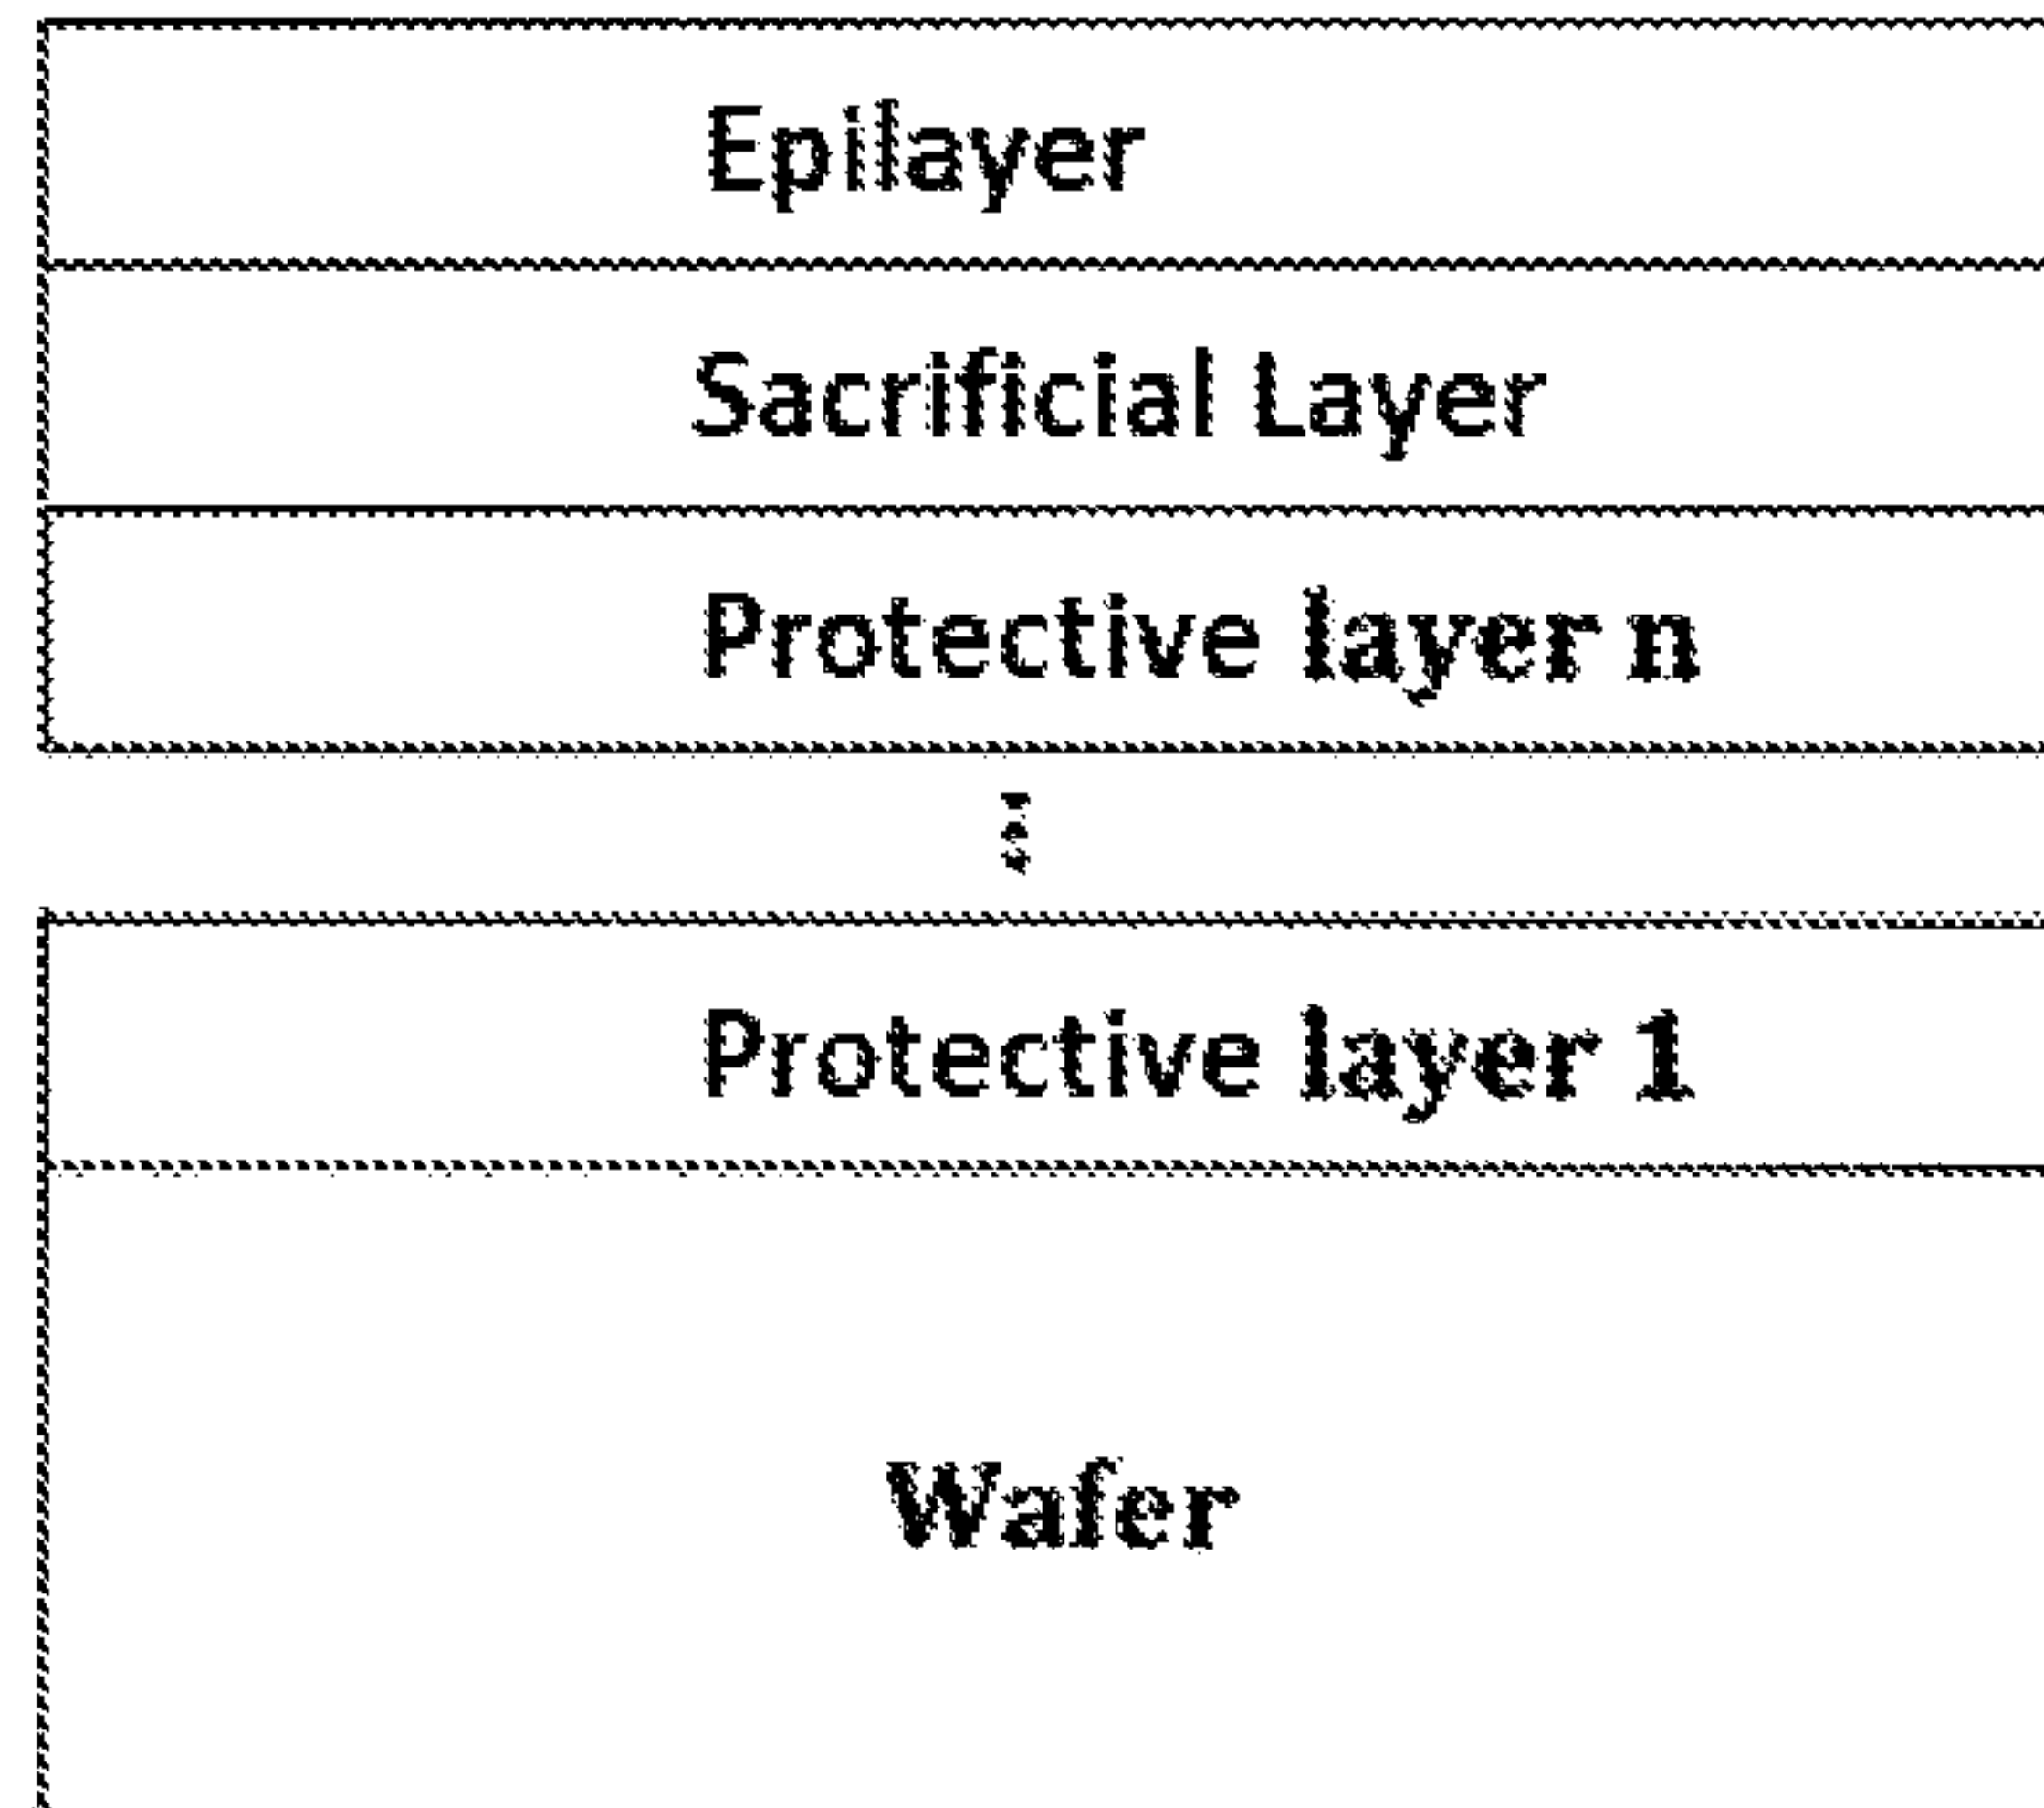 Epilayer
Sacrificial Layer
Protective layer n
Protective layer 1
Wafer